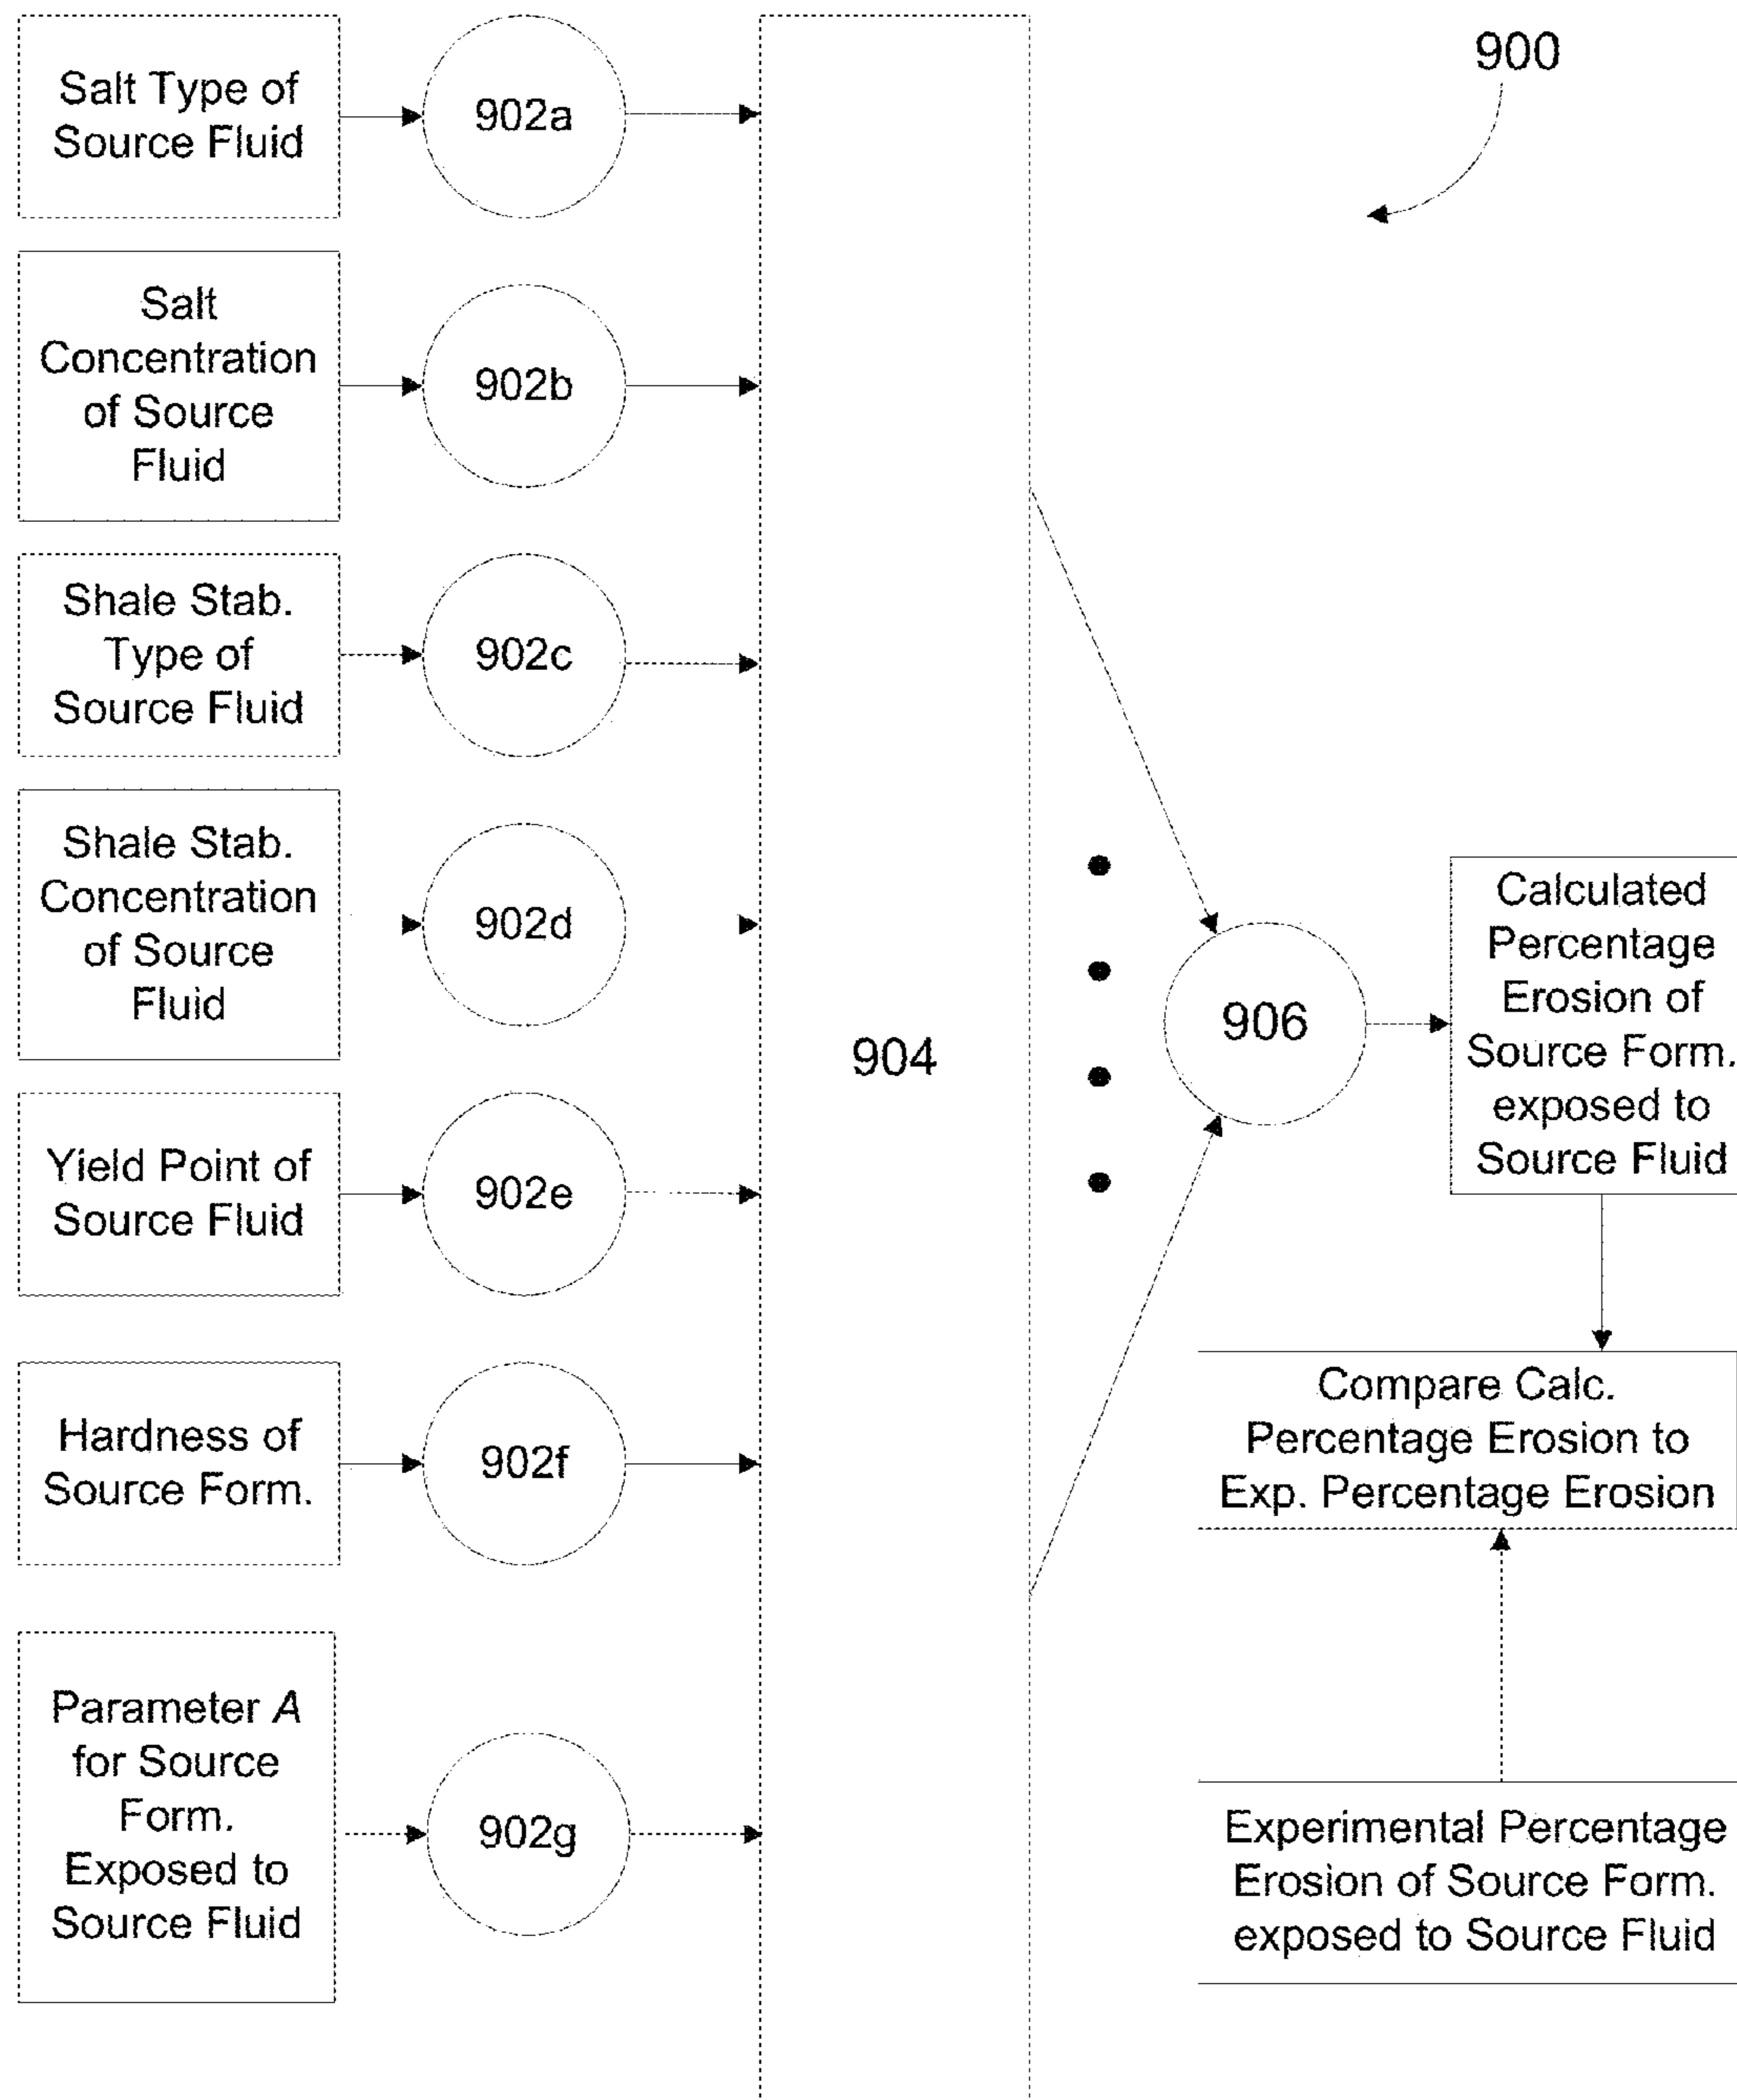 900
Salt Type of
Source Fluid
902a
Salt
Concentration
of Source
Fluid
902b
Shale Stab.
Type of
Source Fluid
902c
Shale Stab.
Concentration
of Source
Fluid
902d
Yield Point of
Source Fluid
902e
Hardness of
Source Form.
902f
Parameter A
for Source
Form.
Exposed to
Source Fluid
902g
904
906
Calculated
Percentage
Erosion of
Source Form.
exposed to
Source Fluid
Compare Calc.
Percentage Erosion to
Exp. Percentage Erosion
Experimental Percentage
Erosion of Source Form.
exposed to Source Fluid